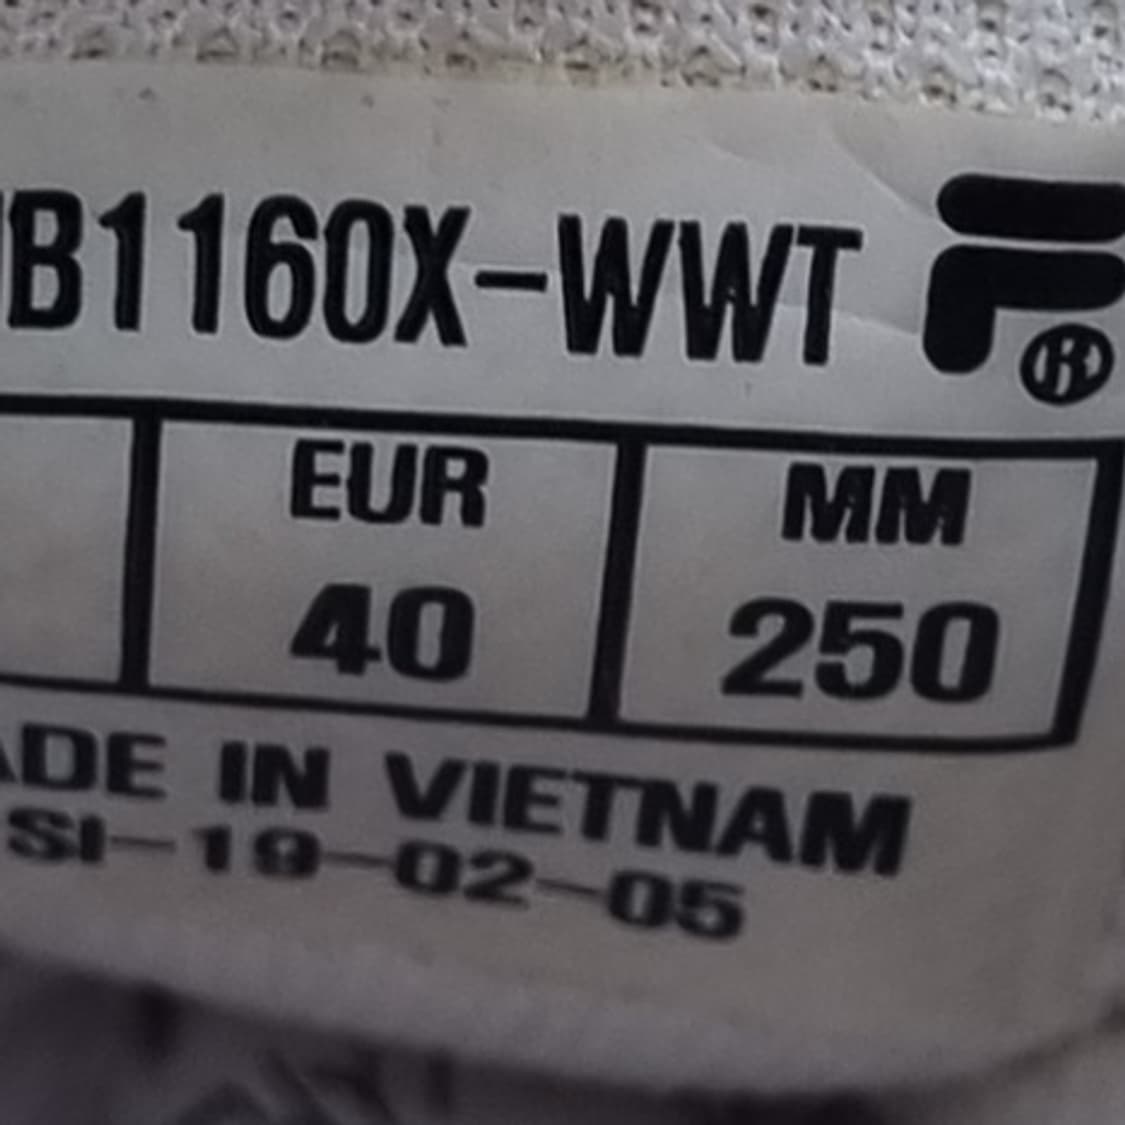 B1160X-WWT F®
EUR MM
40 250
ADE IN VIETNAM
SI-19-02-05